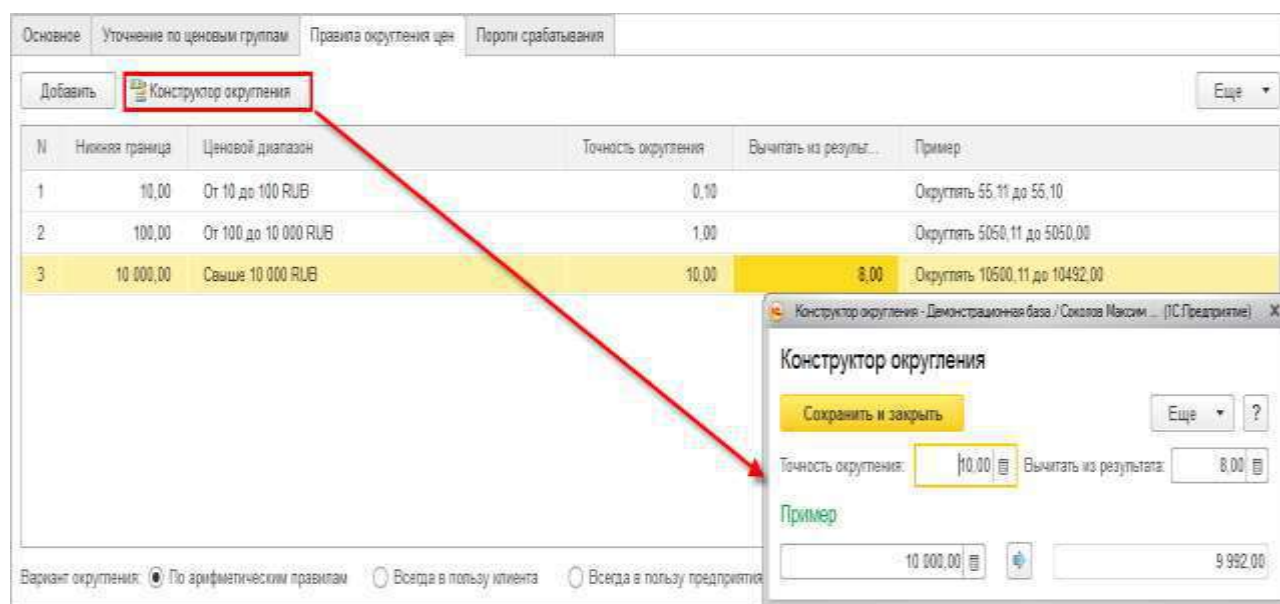 Основное Уточнение по ценовым группам Правила округления цен Пороги срабатывания
Добавить Конструктор округления Еще
N Нижняя граница Ценовой диапазон Точность округления Вычитать из результ... Пример
1 10,00 От 10 до 100 RUB 0,10 Округлять 55,11 до 55,10
2 100,00 От 100 до 10 000 RUB 1,00 Округлять 5050,11 до 5050,00
3 10 000,00 Свыше 10 000 RUB 10,00 8,00 Округлять 10500,11 до 10492,00
Конструктор округления - Демонстрационная база / Соколов Максим ... (1С:Предприятие) X
Конструктор округления
Сохранить и закрыть Еще ?
Точность округления: 10,00 Вычитать из результата: 8,00
Пример
10 000,00 9 992,00
Вариант округления: По арифметическим правилам Всегда в пользу клиента Всегда в пользу предприятия